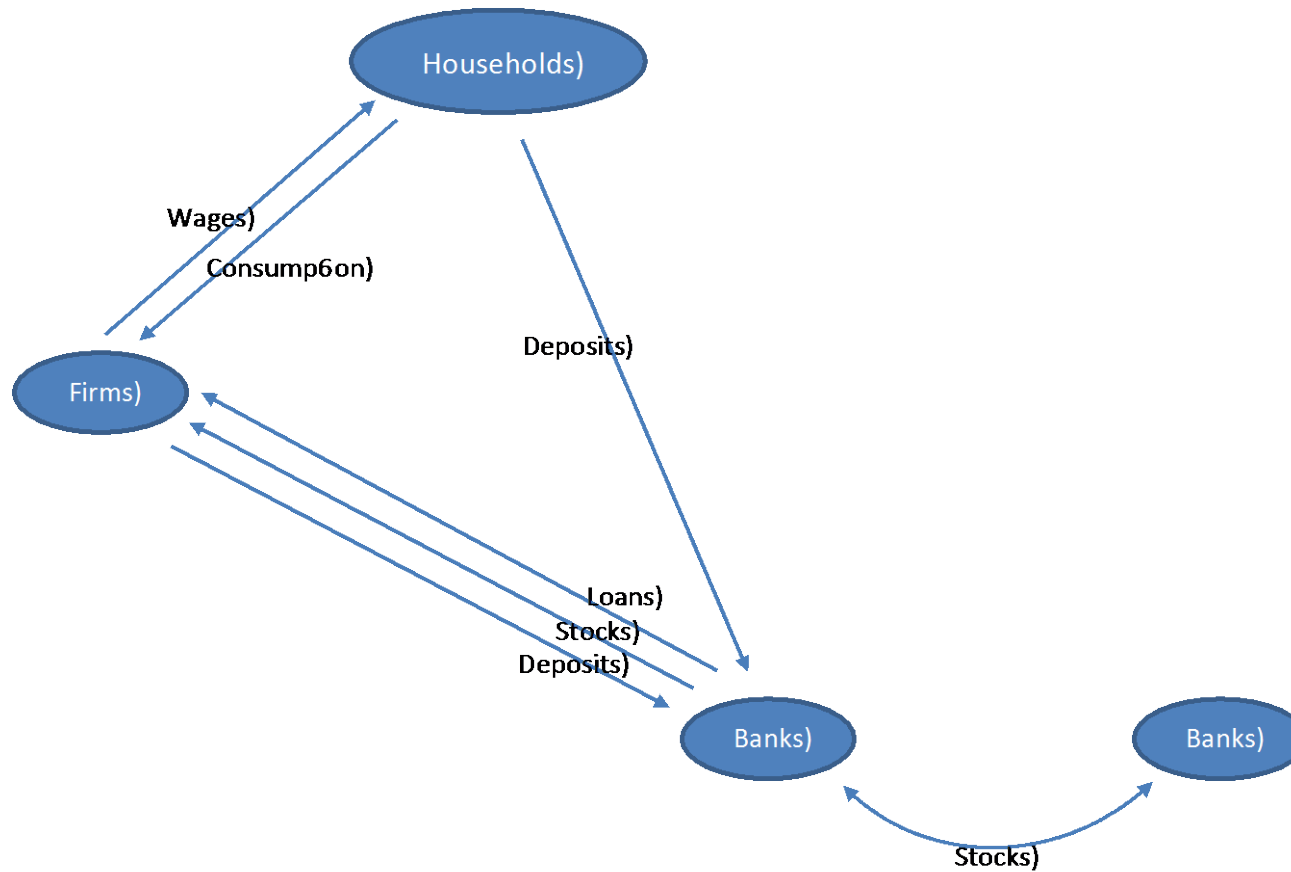 Households)
Wages)
Consump6on)
Deposits)
Firms)
Loans)
Stocks)
Deposits)
Banks)
Banks)
Stocks)